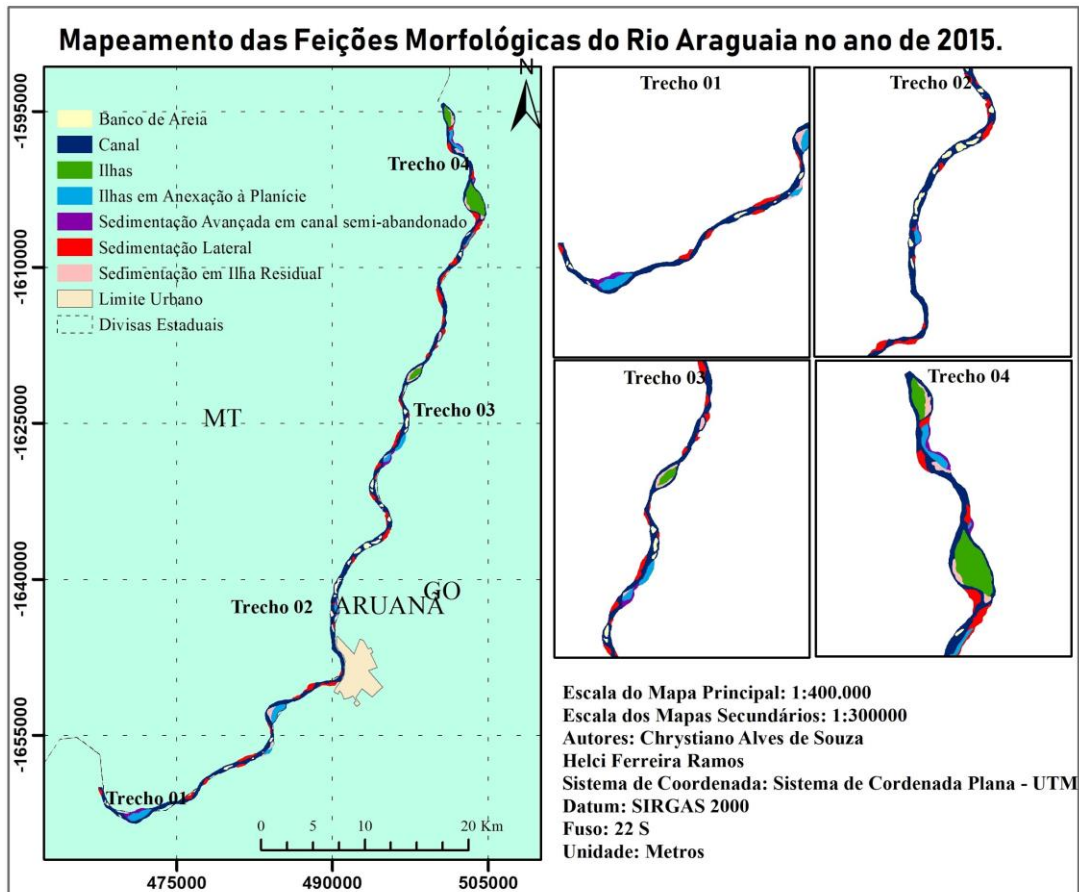 Mapeamento das Feições Morfológicas do Rio Araguaia no ano de 2015.
N
Banco de Areia
Canal
Ilhas
Ilhas em Anexação à Planície
Sedimentação Avançada em canal semi-abandonado
Sedimentação Lateral
Sedimentação em Ilha Residual
Limite Urbano
Divisas Estaduais
Trecho 04
Trecho 03
MT
GO
Trecho 02
ARUANÃ
Trecho 01
0 5 10 20 Km
-1595000
-1610000
-1625000
-1640000
-1655000
475000
490000
505000
Trecho 01
Trecho 02
Trecho 03
Trecho 04
Escala do Mapa Principal: 1:400.000
Escala dos Mapas Secundários: 1:300000
Autores: Chrystiano Alves de Souza
Helci Ferreira Ramos
Sistema de Coordenada: Sistema de Cordenada Plana - UTM
Datum: SIRGAS 2000
Fuso: 22 S
Unidade: Metros